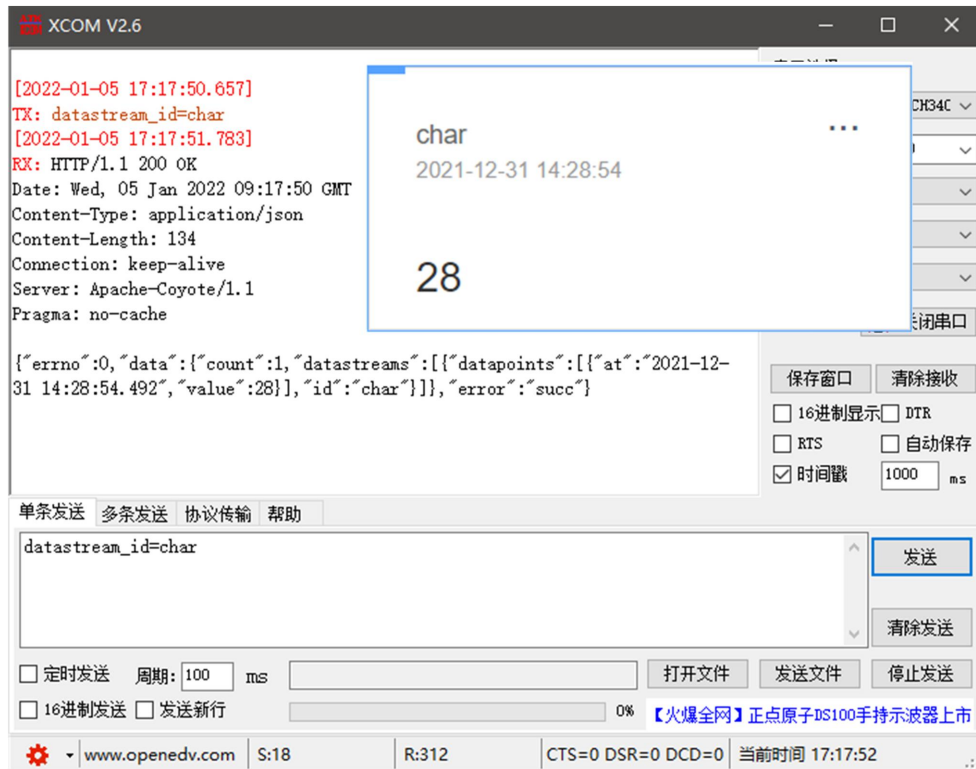 XCOM V2.6
[2022-01-05 17:17:50.657]
TX: datastream_id=char
[2022-01-05 17:17:51.783]
RX: HTTP/1.1 200 OK
Date: Wed, 05 Jan 2022 09:17:50 GMT
Content-Type: application/json
Content-Length: 134
Connection: keep-alive
Server: Apache-Coyote/1.1
Pragma: no-cache
{"errno":0,"data":{"count":1,"datastreams":[{"datapoints":[{"at":"2021-12-
31 14:28:54.492","value":28}],"id":"char"}]},"error":"succ"}
char
...
2021-12-31 14:28:54
28
CH340
关闭串口
保存窗口 清除接收
16进制显示 DTR
RTS 自动保存
时间戳 1000 ms
单条发送 多条发送 协议传输 帮助
datastream_id=char
发送
清除发送
定时发送 周期: 100 ms 打开文件 发送文件 停止发送
16进制发送 发送新行 0% 【火爆全网】正点原子DS100手持示波器上市
www.openedv.com S:18 R:312 CTS=0 DSR=0 DCD=0 当前时间 17:17:52